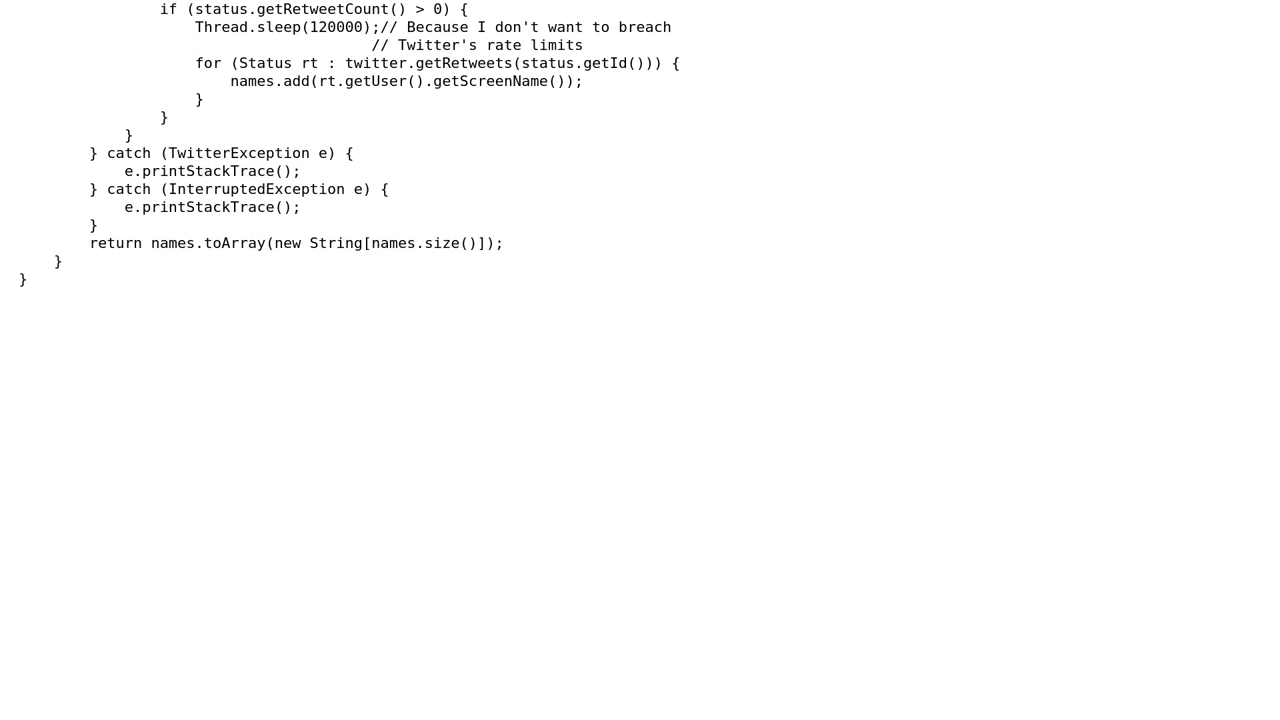 if (status.getRetweetCount() > 0) {
Thread.sleep(120000);// Because I don't want to breach
// Twitter's rate limits
for (Status rt : twitter.getRetweets(status.getId())) {
names.add(rt.getUser().getScreenName());
}
}
}
} catch (TwitterException e) {
e.printStackTrace();
} catch (InterruptedException e) {
e.printStackTrace();
}
return names.toArray(new String[names.size()]);
}
}